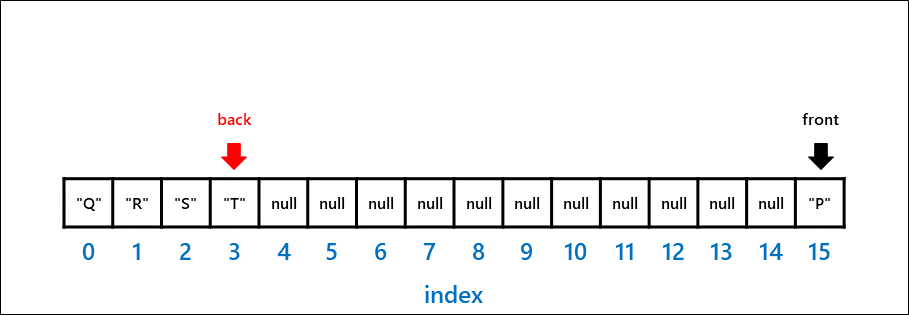 back front
"Q" "R" "S" "T" null null null null null null null null null null null "P"
0 1 2 3 4 5 6 7 8 9 10 11 12 13 14 15
index